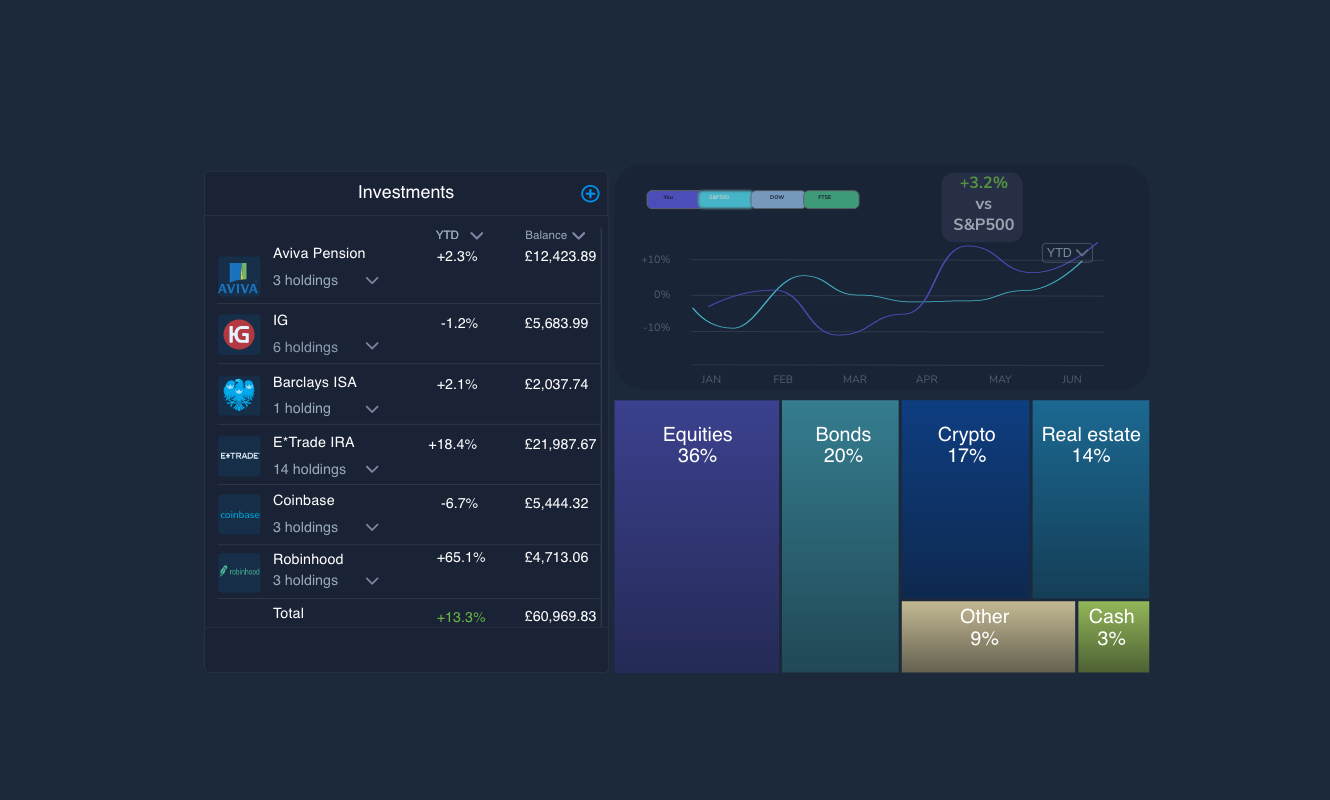 Investments
YTD
Balance
AVIVA
Aviva Pension
+2.3%
£12,423.89
3 holdings
IG
IG
-1.2%
£5,683.99
6 holdings
Barclays ISA
+2.1%
£2,037.74
1 holding
E*TRADE
E*Trade IRA
+18.4%
£21,987.67
14 holdings
coinbase
Coinbase
-6.7%
£5,444.32
3 holdings
robinhood
Robinhood
+65.1%
£4,713.06
3 holdings
Total
+13.3%
£60,969.83
You
S&P500
DOW
FTSE
+3.2%
vs
S&P500
YTD
+10%
0%
-10%
JAN
FEB
MAR
APR
MAY
JUN
Equities
36%
Bonds
20%
Crypto
17%
Real estate
14%
Other
9%
Cash
3%